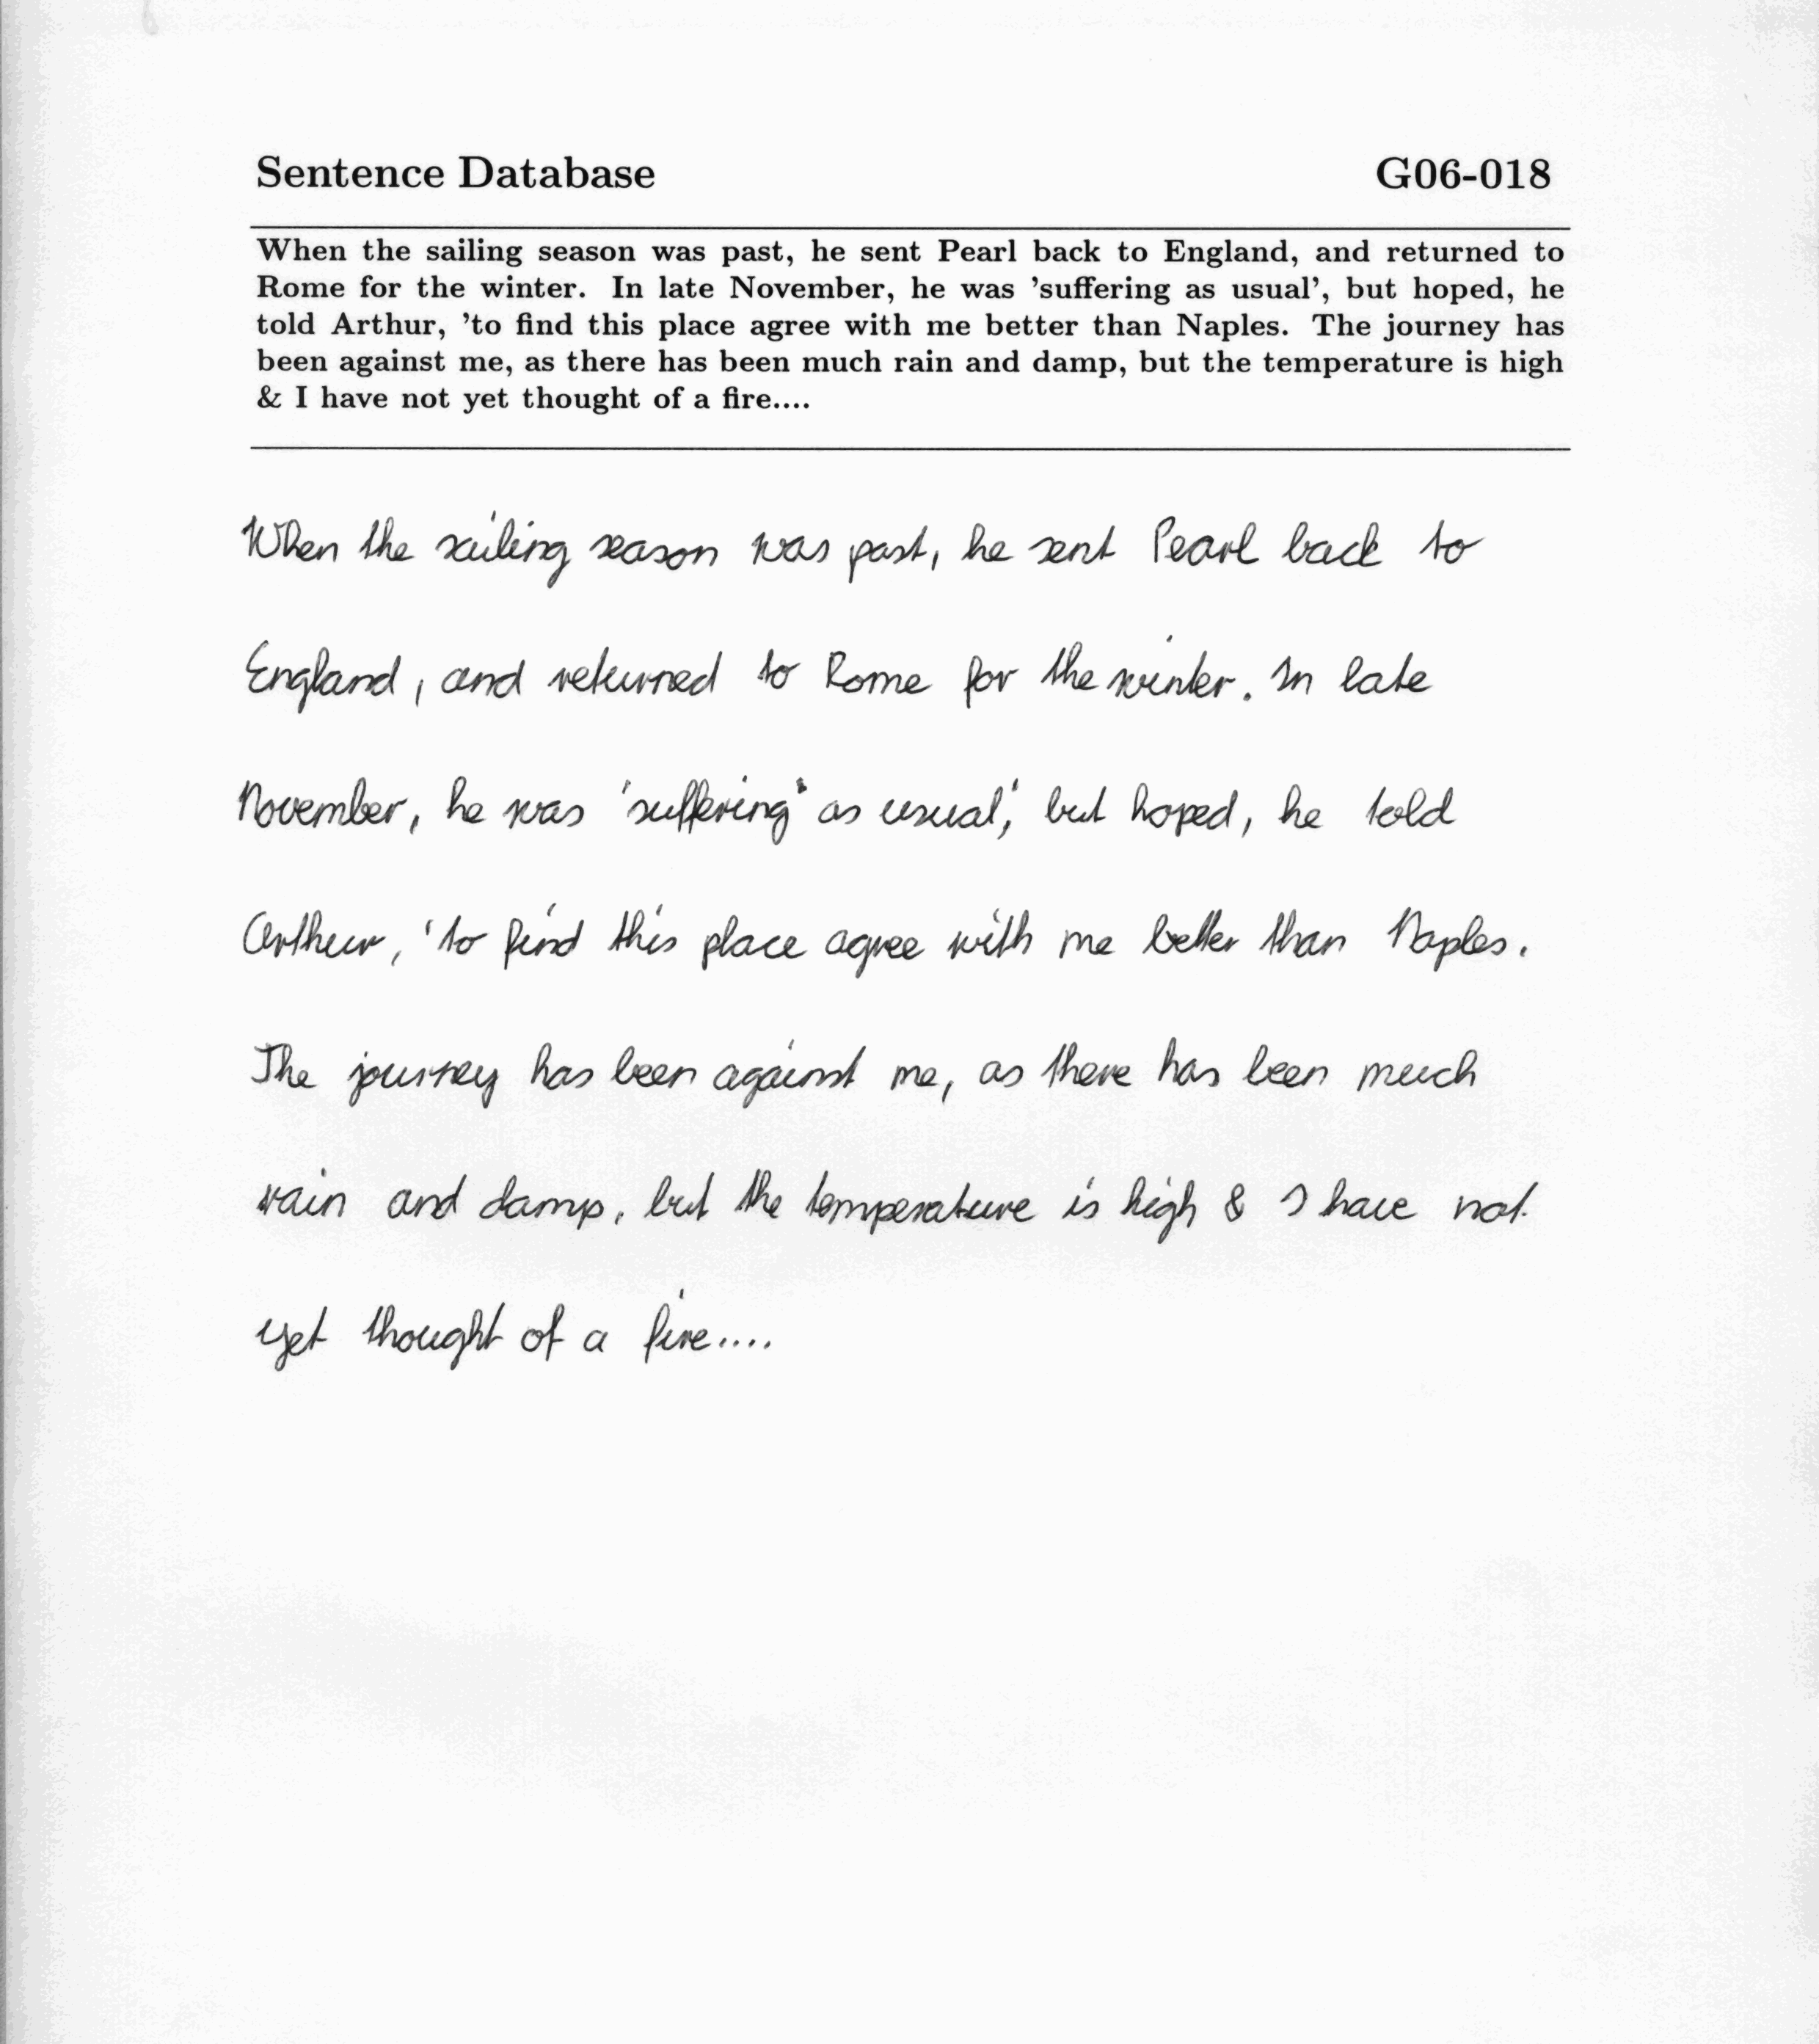 Sentence Database G06-018
When the sailing season was past, he sent Pearl back to England, and returned to
Rome for the winter. In late November, he was 'suffering as usual', but hoped, he
told Arthur, 'to find this place agree with me better than Naples. The journey has
been against me, as there has been much rain and damp, but the temperature is high
& I have not yet thought of a fire....
When the sailing season was past, he sent Pearl back to
England, and returned to Rome for the winter. In late
November, he was 'suffering' as usual', but hoped, he told
Arthur, 'to find this place agree with me better than Naples.
The journey has been against me, as there has been much
rain and damp, but the temperature is high & I have not
yet thought of a fire....